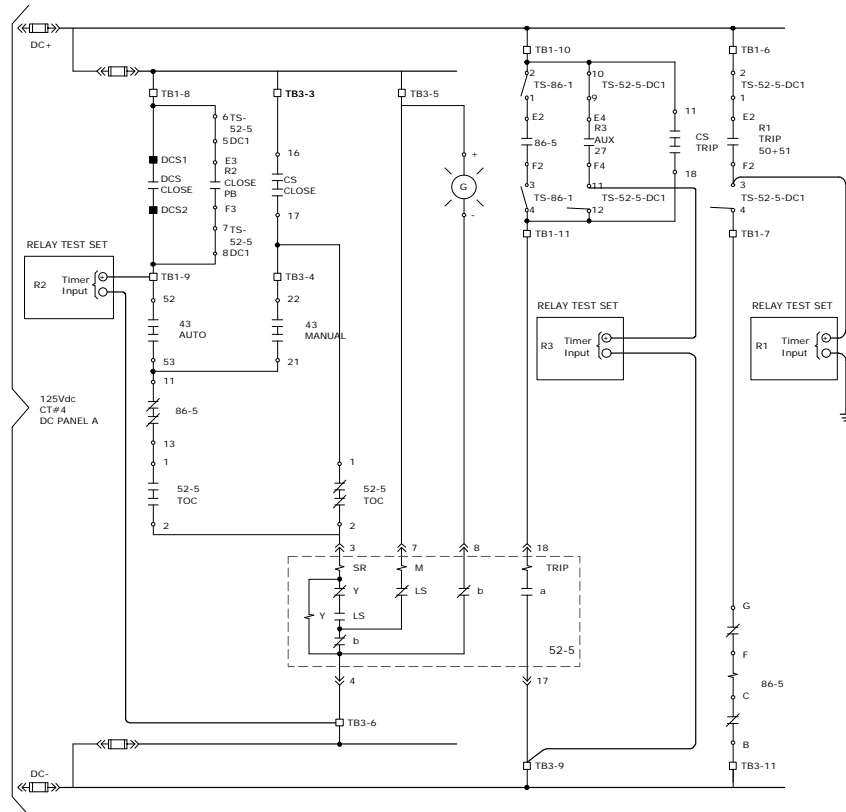 DC+
TB1-8
TB3-3
TB3-5
TB1-10
TB1-6
DCS1
DCS
CLOSE
DCS2
6 TS-
52-5
5 DC1
E3
R2
CLOSE
PB
F3
7 TS-
52-5
8 DC1
16
CS
CLOSE
17
+
G
-
2
TS-86-1
1
E2
86-5
F2
3
TS-86-1
4
10
TS-52-5-DC1
9
E4
R3
AUX
27
F4
11
TS-52-5-DC1
12
11
CS
TRIP
18
2
TS-52-5-DC1
1
E2
R1
TRIP
50+51
F2
3
TS-52-5-DC1
4
TB1-11
TB1-7
RELAY TEST SET
R2
Timer
Input
+
TB1-9
TB3-4
52
43
AUTO
53
22
43
MANUAL
21
RELAY TEST SET
R3
Timer
Input
+
RELAY TEST SET
R1
Timer
Input
+
125Vdc
CT#4
DC PANEL A
11
86-5
13
1
52-5
TOC
2
1
52-5
TOC
2
3
7
8
18
SR
M
TRIP
Y
LS
b
a
Y
LS
b
52-5
4
17
G
F
86-5
C
B
TB3-6
TB3-9
TB3-11
DC-